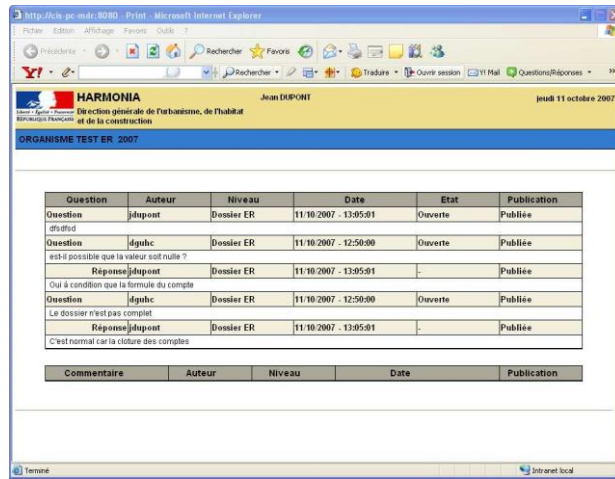 http://cis-pc-mdr:8080 - Print - Microsoft Internet Explorer
Fichier Edition Affichage Favoris Outils ?
Précédente Rechercher Favoris
Y! Rechercher Traduire Ouvrir session Y! Mail Questions/Réponses »
HARMONIA Jean DUPONT jeudi 11 octobre 2007
Direction générale de l'urbanisme, de l'habitat
et de la construction
Liberté • Égalité • Fraternité
RÉPUBLIQUE FRANÇAISE
ORGANISME TEST ER 2007
Question Auteur Niveau Date Etat Publication
Question jdupont Dossier ER 11/10/2007 - 13:05:01 Ouverte Publiée
dfsdfsd
Question dguhc Dossier ER 11/10/2007 - 12:50:00 Ouverte Publiée
est-il possible que la valeur soit nulle ?
Réponse jdupont Dossier ER 11/10/2007 - 13:05:01 - Publiée
Oui à condition que la formule du compte
Question dguhc Dossier ER 11/10/2007 - 12:50:00 Ouverte Publiée
Le dossier n'est pas complet
Réponse jdupont Dossier ER 11/10/2007 - 13:05:01 - Publiée
C'est normal car la cloture des comptes
Commentaire Auteur Niveau Date Publication
Terminé Intranet local